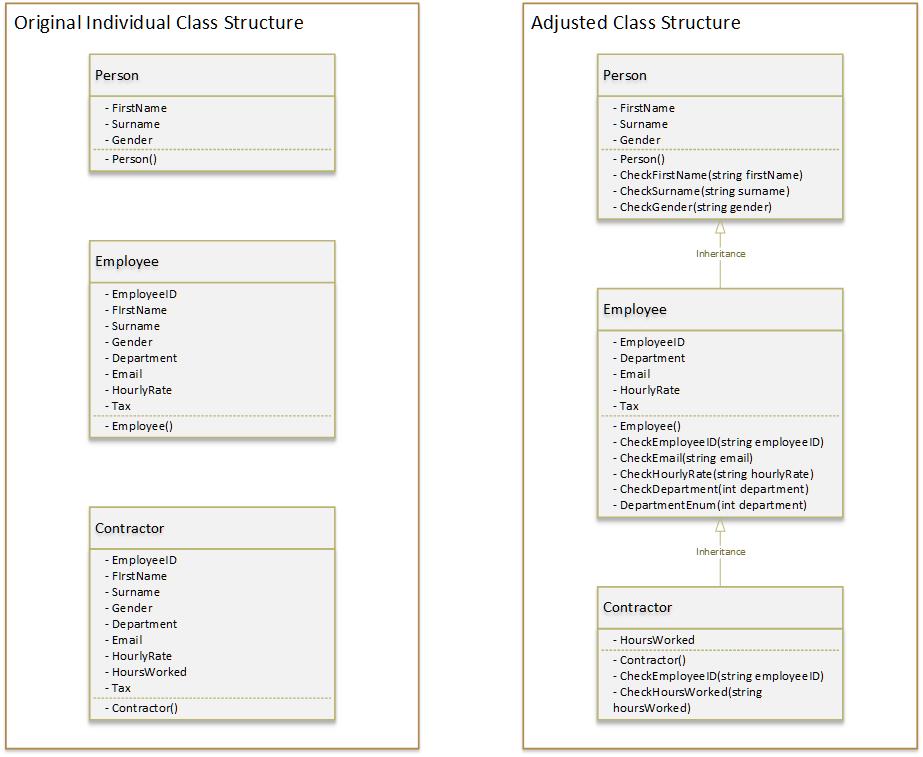 Original Individual Class Structure
Person
- FirstName
- Surname
- Gender
- Person()
Employee
- EmployeeID
- FIrstName
- Surname
- Gender
- Department
- Email
- HourlyRate
- Tax
- Employee()
Contractor
- EmployeeID
- FIrstName
- Surname
- Gender
- Department
- Email
- HourlyRate
- HoursWorked
- Tax
- Contractor()
Adjusted Class Structure
Person
- FirstName
- Surname
- Gender
- Person()
- CheckFirstName(string firstName)
- CheckSurname(string surname)
- CheckGender(string gender)
Inheritance
Employee
- EmployeeID
- Department
- Email
- HourlyRate
- Tax
- Employee()
- CheckEmployeeID(string employeeID)
- CheckEmail(string email)
- CheckHourlyRate(string hourlyRate)
- CheckDepartment(int department)
- DepartmentEnum(int department)
Inheritance
Contractor
- HoursWorked
- Contractor()
- CheckEmployeeID(string employeeID)
- CheckHoursWorked(string
hoursWorked)